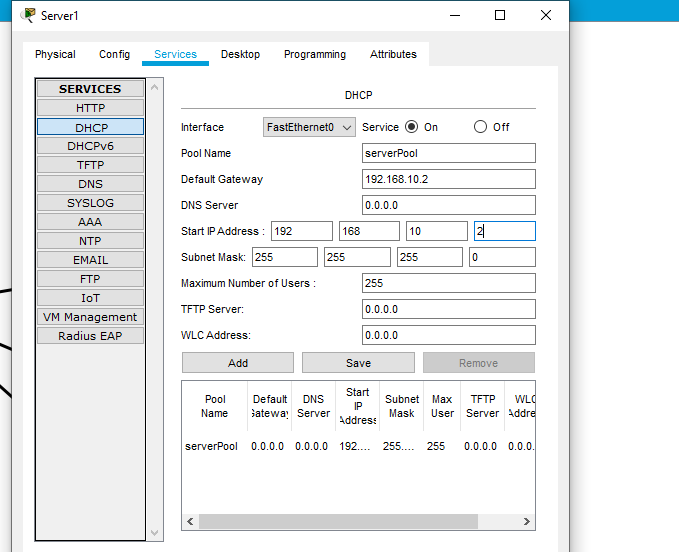 Server1
Physical Config Services Desktop Programming Attributes
SERVICES
HTTP
DHCP
DHCPv6
TFTP
DNS
SYSLOG
AAA
NTP
EMAIL
FTP
IoT
VM Management
Radius EAP
DHCP
Interface FastEthernet0 Service On Off
Pool Name serverPool
Default Gateway 192.168.10.2
DNS Server 0.0.0.0
Start IP Address : 192 168 10 2
Subnet Mask: 255 255 255 0
Maximum Number of Users : 255
TFTP Server: 0.0.0.0
WLC Address: 0.0.0.0
Add Save Remove
Pool Name Default Gateway DNS Server Start IP Address Subnet Mask Max User TFTP Server WLC Addre
serverPool 0.0.0.0 0.0.0.0 192.... 255.... 255 0.0.0.0 0.0.0.